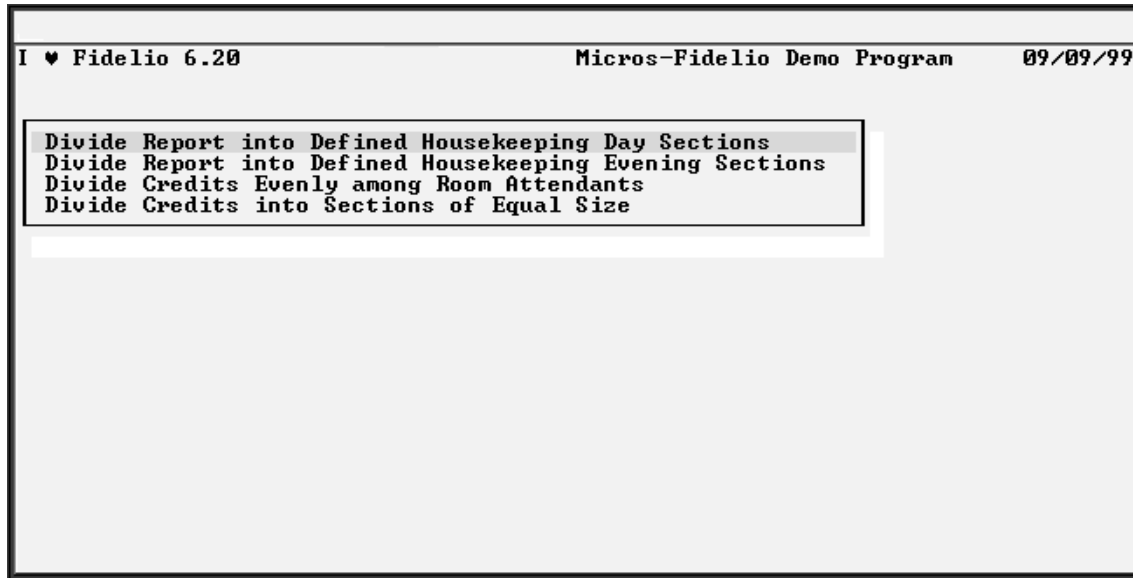 I ♥ Fidelio 6.20 Micros-Fidelio Demo Program 09/09/99
Divide Report into Defined Housekeeping Day Sections
Divide Report into Defined Housekeeping Evening Sections
Divide Credits Evenly among Room Attendants
Divide Credits into Sections of Equal Size